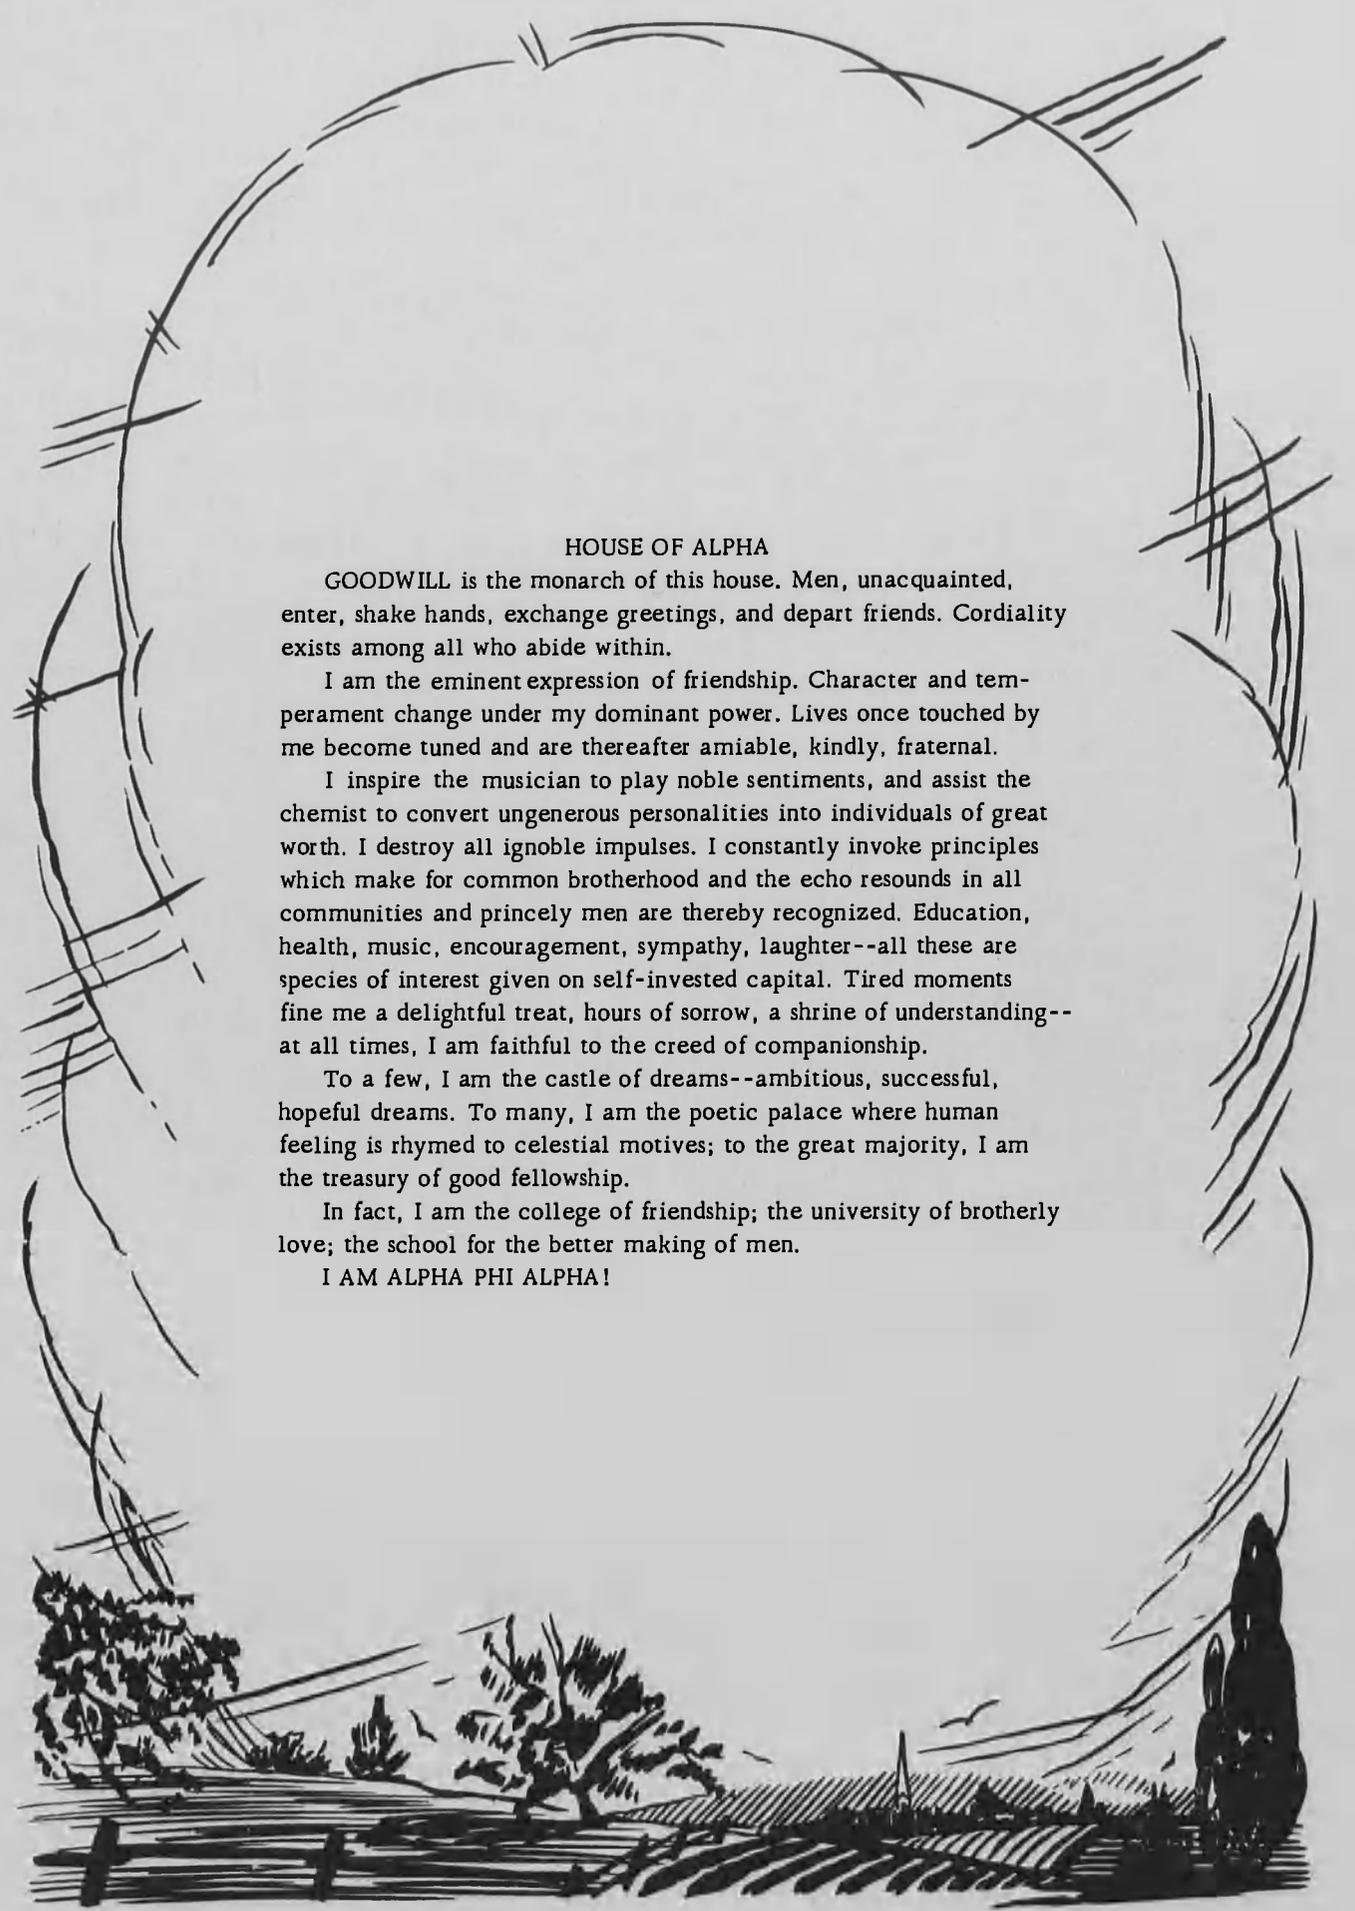 HOUSE OF ALPHA
GOODWILL is the monarch of this house. Men, unacquainted,
enter, shake hands, exchange greetings, and depart friends. Cordiality
exists among all who abide within.
I am the eminent expression of friendship. Character and tem-
perament change under my dominant power. Lives once touched by
me become tuned and are thereafter amiable, kindly, fraternal.
I inspire the musician to play noble sentiments, and assist the
chemist to convert ungenerous personalities into individuals of great
worth. I destroy all ignoble impulses. I constantly invoke principles
which make for common brotherhood and the echo resounds in all
communities and princely men are thereby recognized. Education,
health, music, encouragement, sympathy, laughter--all these are
species of interest given on self-invested capital. Tired moments
fine me a delightful treat, hours of sorrow, a shrine of understanding--
at all times, I am faithful to the creed of companionship.
To a few, I am the castle of dreams--ambitious, successful,
hopeful dreams. To many, I am the poetic palace where human
feeling is rhymed to celestial motives; to the great majority, I am
the treasury of good fellowship.
In fact, I am the college of friendship; the university of brotherly
love; the school for the better making of men.
I AM ALPHA PHI ALPHA!